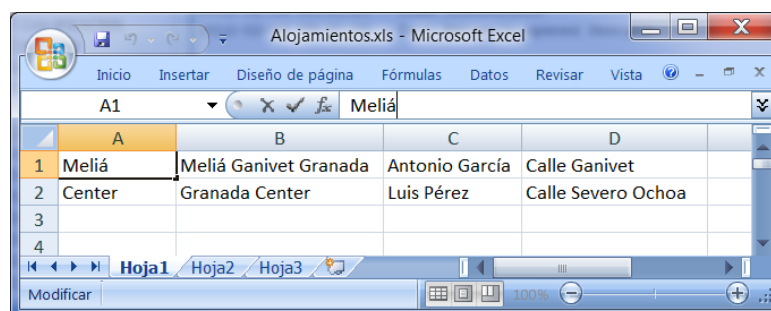 Alojamientos.xls - Microsoft Excel
Inicio Insertar Diseño de página Fórmulas Datos Revisar Vista
A1 fx Meliá
A B C D
1 Meliá Meliá Ganivet Granada Antonio García Calle Ganivet
2 Center Granada Center Luis Pérez Calle Severo Ochoa
3
4
Hoja1 Hoja2 Hoja3
Modificar 100%